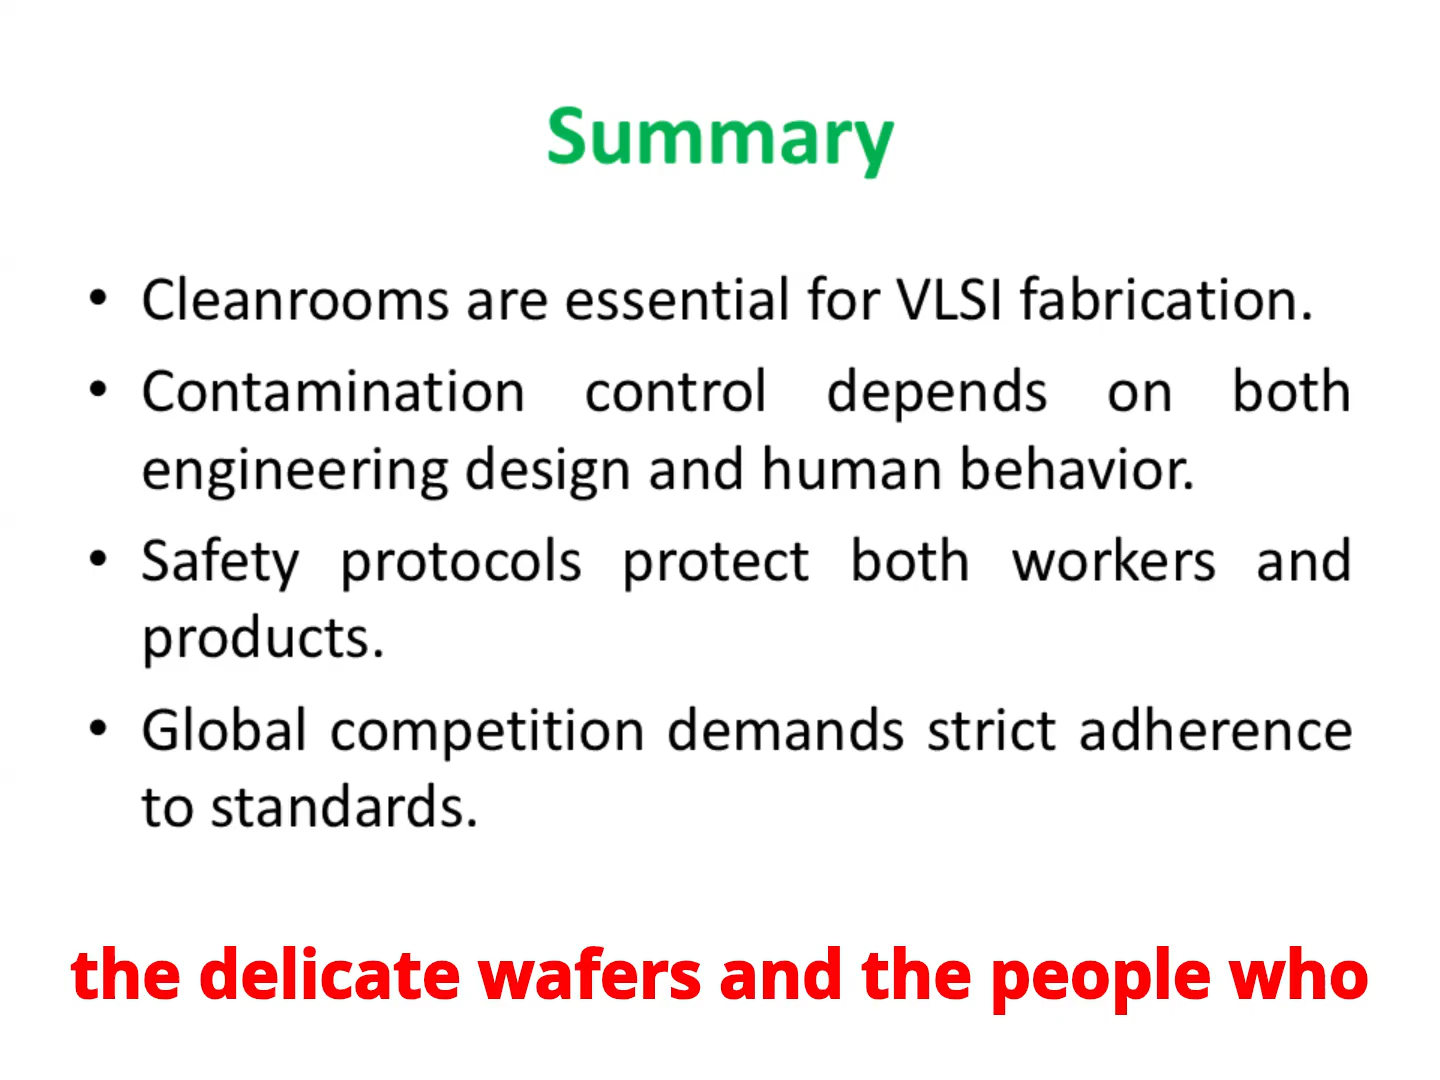 Summary
• Cleanrooms are essential for VLSI fabrication.
• Contamination control depends on both
engineering design and human behavior.
• Safety protocols protect both workers and
products.
• Global competition demands strict adherence
to standards.
the delicate wafers and the people who